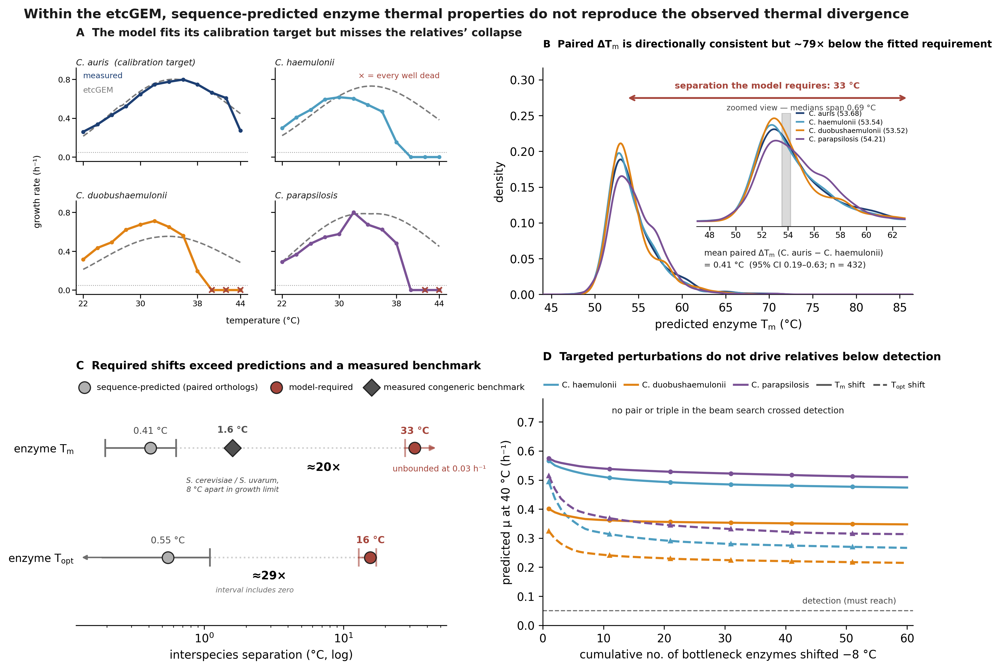 Within the etcGEM, sequence-predicted enzyme thermal properties do not reproduce the observed thermal divergence
A The model fits its calibration target but misses the relatives’ collapse
C. auris (calibration target)
measured
etcGEM
0.8
0.4
0.0
C. haemulonii
× = every well dead
growth rate (h⁻¹)
C. duobushaemulonii
0.8
0.4
0.0
22
30
38
44
C. parapsilosis
22
30
38
44
temperature (°C)
B Paired ΔTm is directionally consistent but ~79× below the fitted requirement
separation the model requires: 33 °C
zoomed view — medians span 0.69 °C
C. auris (53.68)
C. haemulonii (53.54)
C. duobushaemulonii (53.52)
C. parapsilosis (54.21)
48
50
52
54
56
58
60
62
mean paired ΔTm (C. auris − C. haemulonii)
= 0.41 °C (95% CI 0.19–0.63; n = 432)
density
0.30
0.25
0.20
0.15
0.10
0.05
0.00
45
50
55
60
65
70
75
80
85
predicted enzyme Tm (°C)
C Required shifts exceed predictions and a measured benchmark
sequence-predicted (paired orthologs)
model-required
measured congeneric benchmark
0.41 °C
1.6 °C
33 °C
enzyme Tm
≈20×
unbounded at 0.03 h⁻¹
S. cerevisiae / S. uvarum,
8 °C apart in growth limit
0.55 °C
16 °C
enzyme Topt
≈29×
interval includes zero
10⁰
10¹
interspecies separation (°C, log)
D Targeted perturbations do not drive relatives below detection
C. haemulonii
C. duobushaemulonii
C. parapsilosis
Tm shift
Topt shift
no pair or triple in the beam search crossed detection
predicted μ at 40 °C (h⁻¹)
0.7
0.6
0.5
0.4
0.3
0.2
0.1
0.0
detection (must reach)
0
10
20
30
40
50
60
cumulative no. of bottleneck enzymes shifted −8 °C